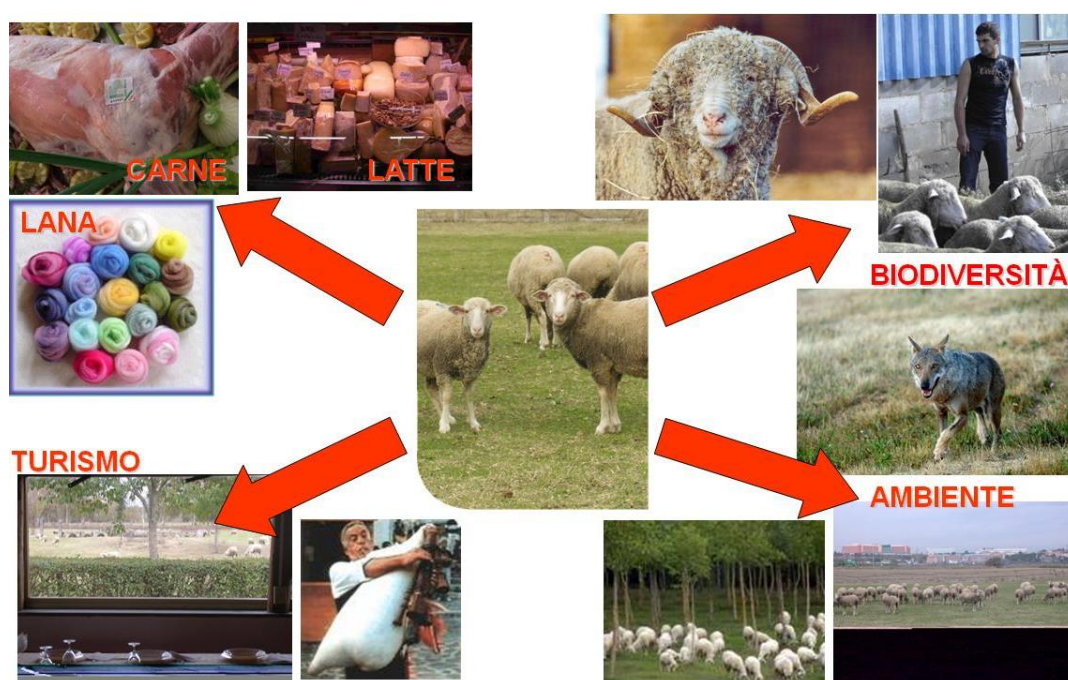 CARNE
LATTE
LANA
BIODIVERSITÀ
TURISMO
AMBIENTE